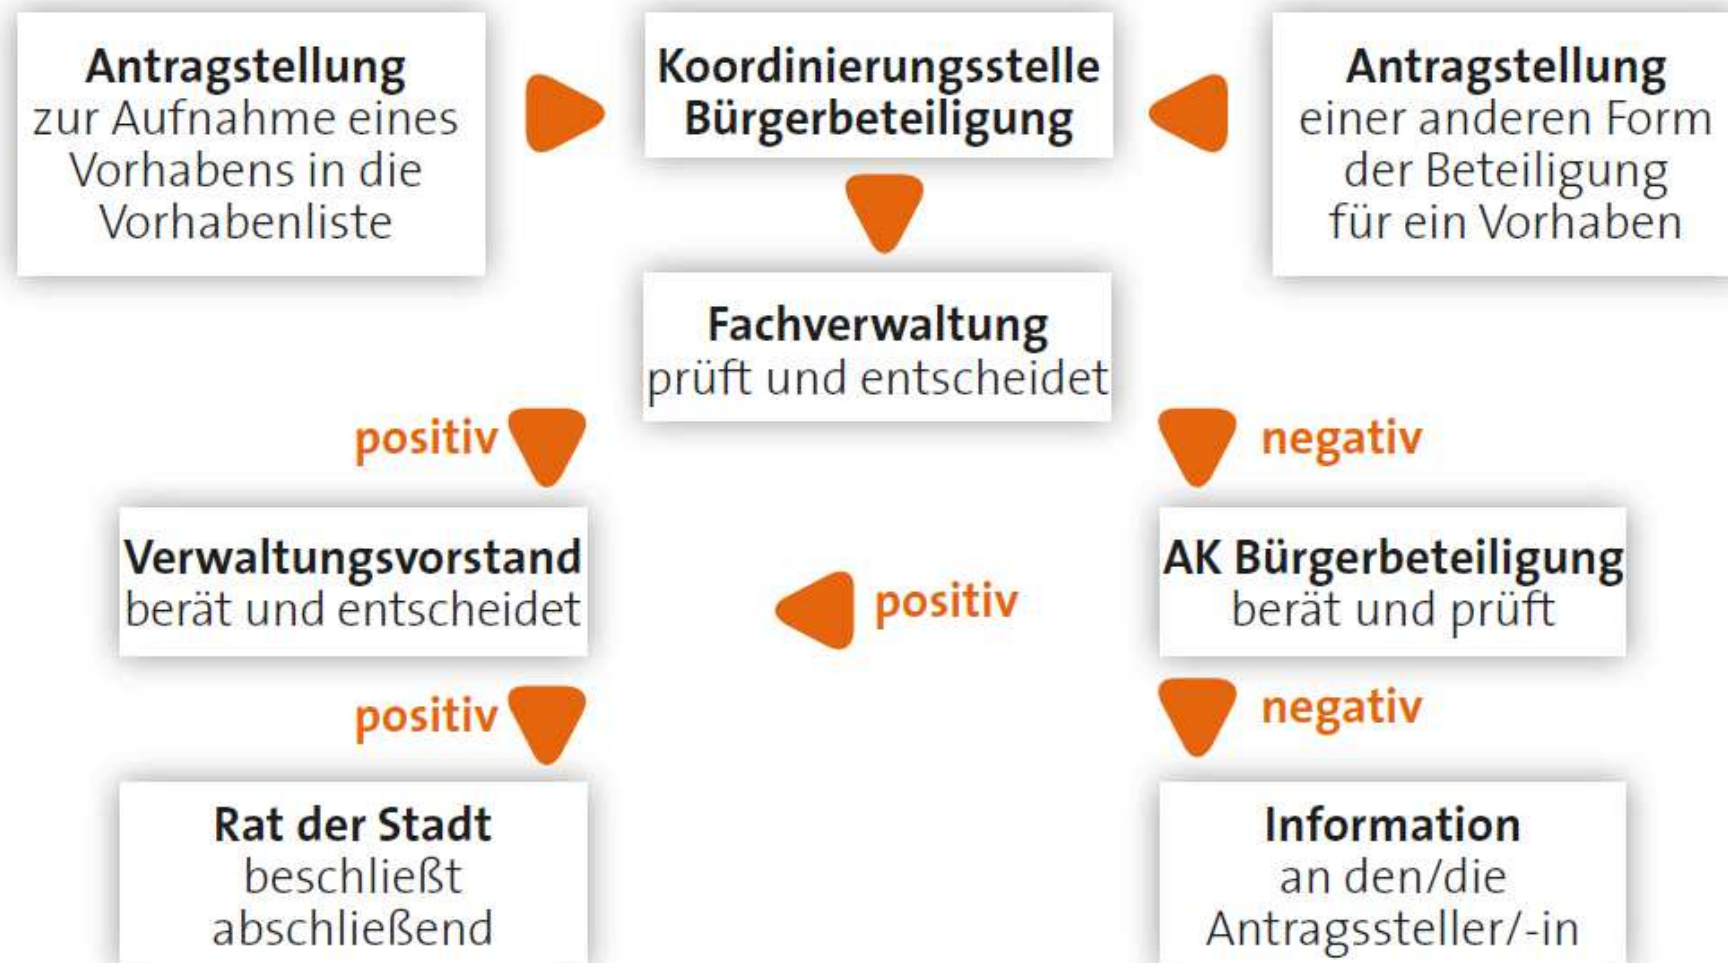 Antragstellung
zur Aufnahme eines
Vorhabens in die
Vorhabenliste
Koordinierungsstelle
Bürgerbeteiligung
Antragstellung
einer anderen Form
der Beteiligung
für ein Vorhaben
Fachverwaltung
prüft und entscheidet
positiv
negativ
Verwaltungsvorstand
berät und entscheidet
positiv
AK Bürgerbeteiligung
berät und prüft
positiv
negativ
Rat der Stadt
beschließt
abschließend
Information
an den/die
Antragssteller/-in